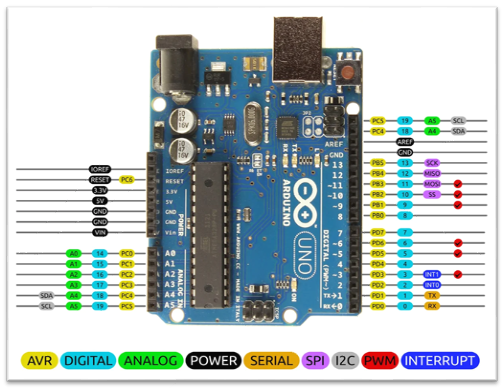 PC5 19 A5 SCL
PC4 18 A4 SDA
AREF
GND
PB5 13 SCK
PB4 12 MISO
PB3 11 MOSI
PB2 10 SS
PB1 9
PB0 8
PD7 7
PD6 6
PD5 5
PD4 4
PD3 3 INT1
PD2 2 INT0
PD1 1 TX
PD0 0 RX
IOREF
RESET PC6
3.3V
5V
GND
GND
VIN
A0 14 PC0
A1 15 PC1
A2 16 PC2
A3 17 PC3
SDA A4 18 PC4
SCL A5 19 PC5
IOREF
RESET
3.3V
5V
GND
GND
Vin
POWER
A0
A1
A2
A3
A4
A5
ANALOG IN
AREF
GND
13
12
~11
~10
~9
8
7
~6
~5
4
~3
2
TX→1
RX←0
DIGITAL (PWM~)
ARDUINO
UNO
ON
47
16V
47
16V
AVR DIGITAL ANALOG POWER SERIAL SPI I2C PWM INTERRUPT